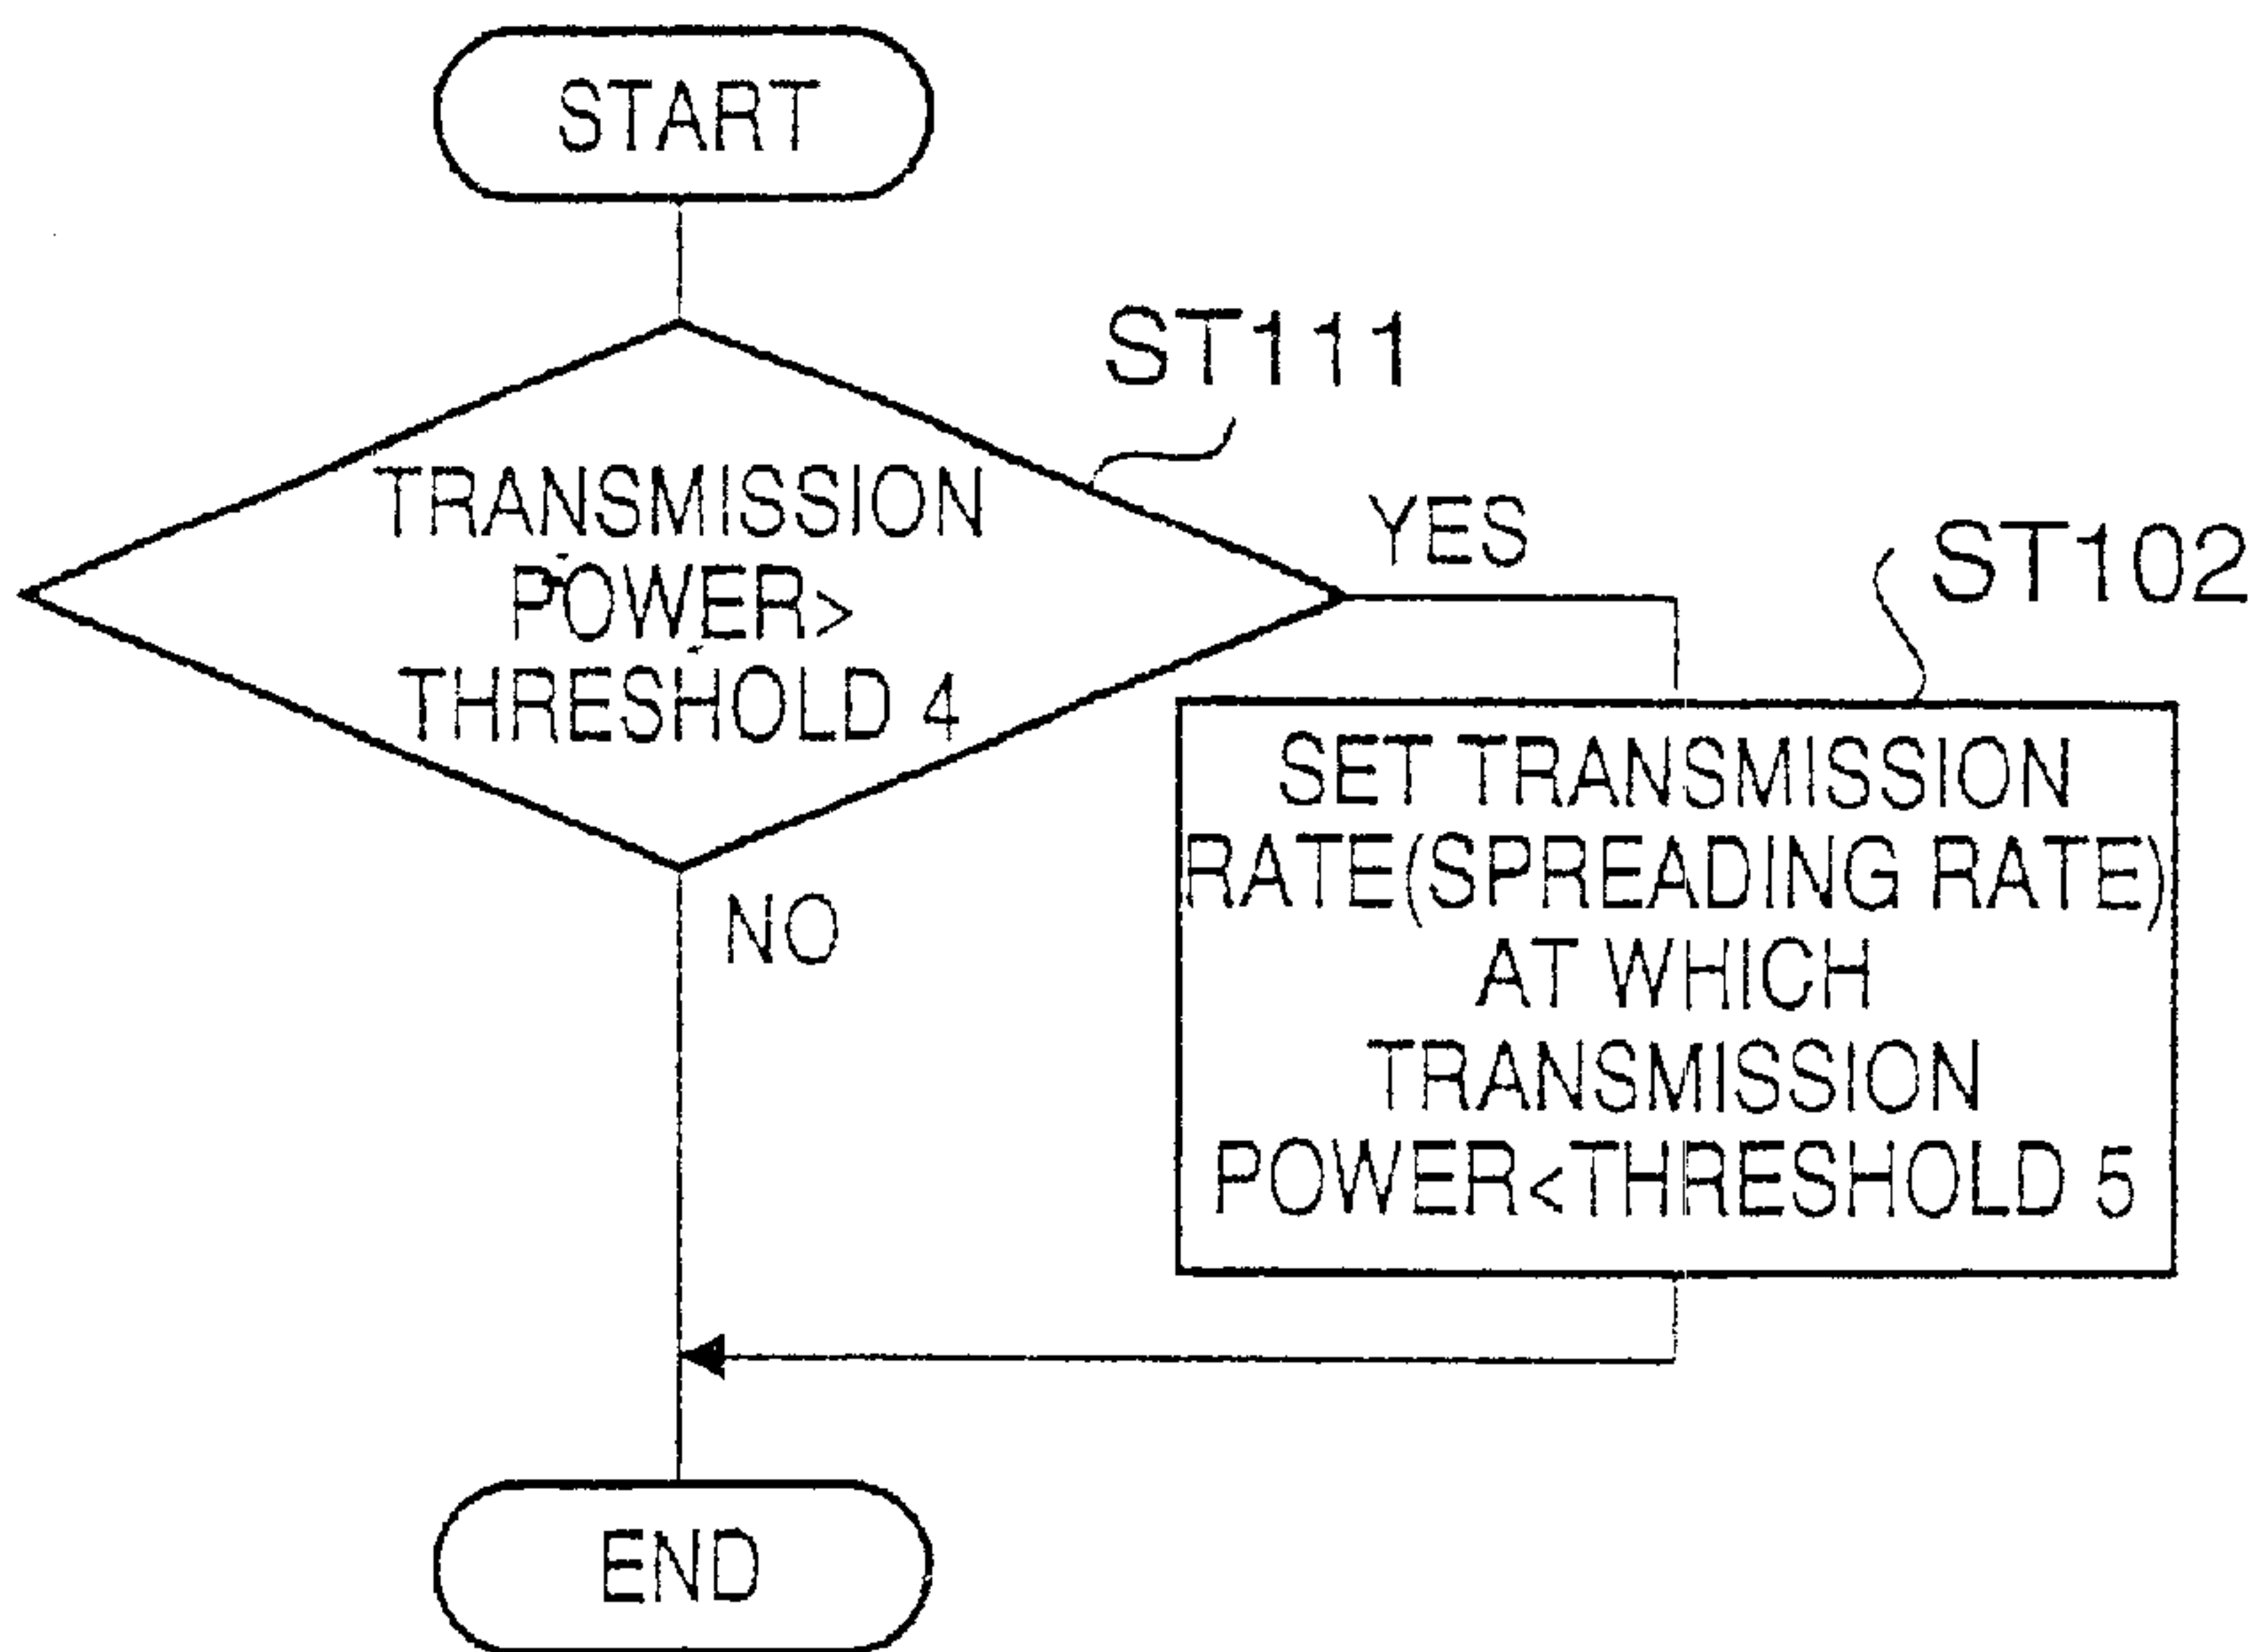 START
ST111
TRANSMISSION
POWER>
THRESHOLD 4
YES
ST102
SET TRANSMISSION
RATE(SPREADING RATE)
AT WHICH
TRANSMISSION
POWER<THRESHOLD 5
NO
END